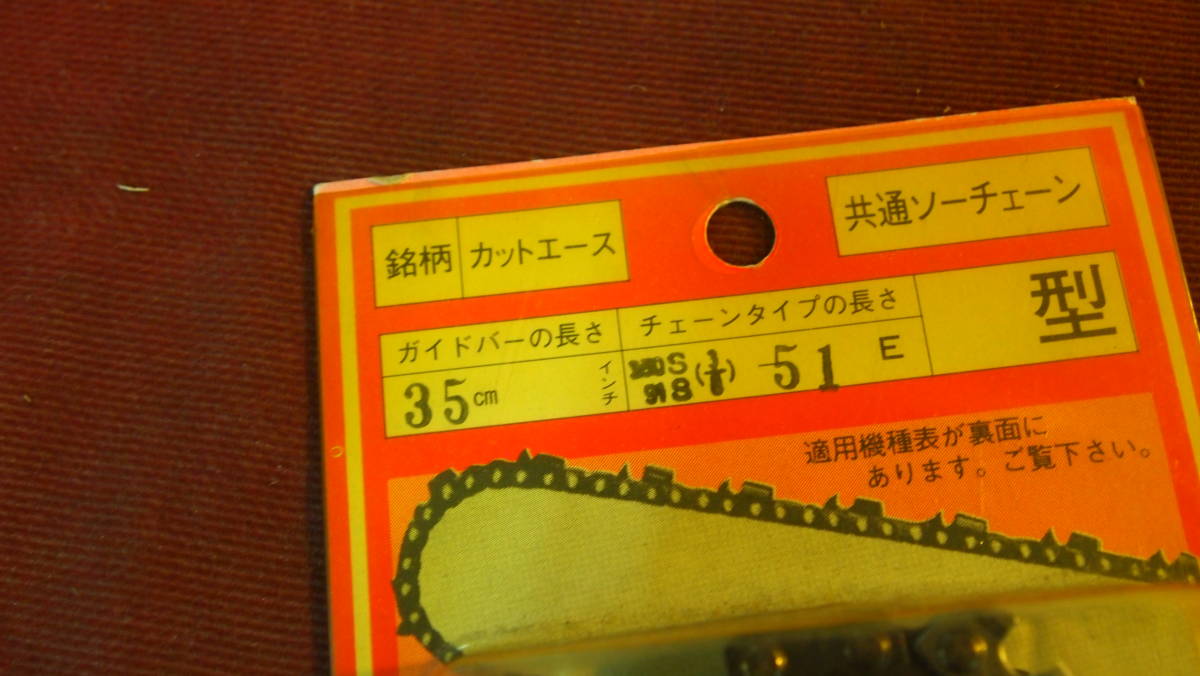 銘柄 カットエース
共通ソーチェーン
ガイドバーの長さ
チェーンタイプの長さ
型
35cm
インチ
51 E
適用機種表が裏面に
あります。ご覧下さい。